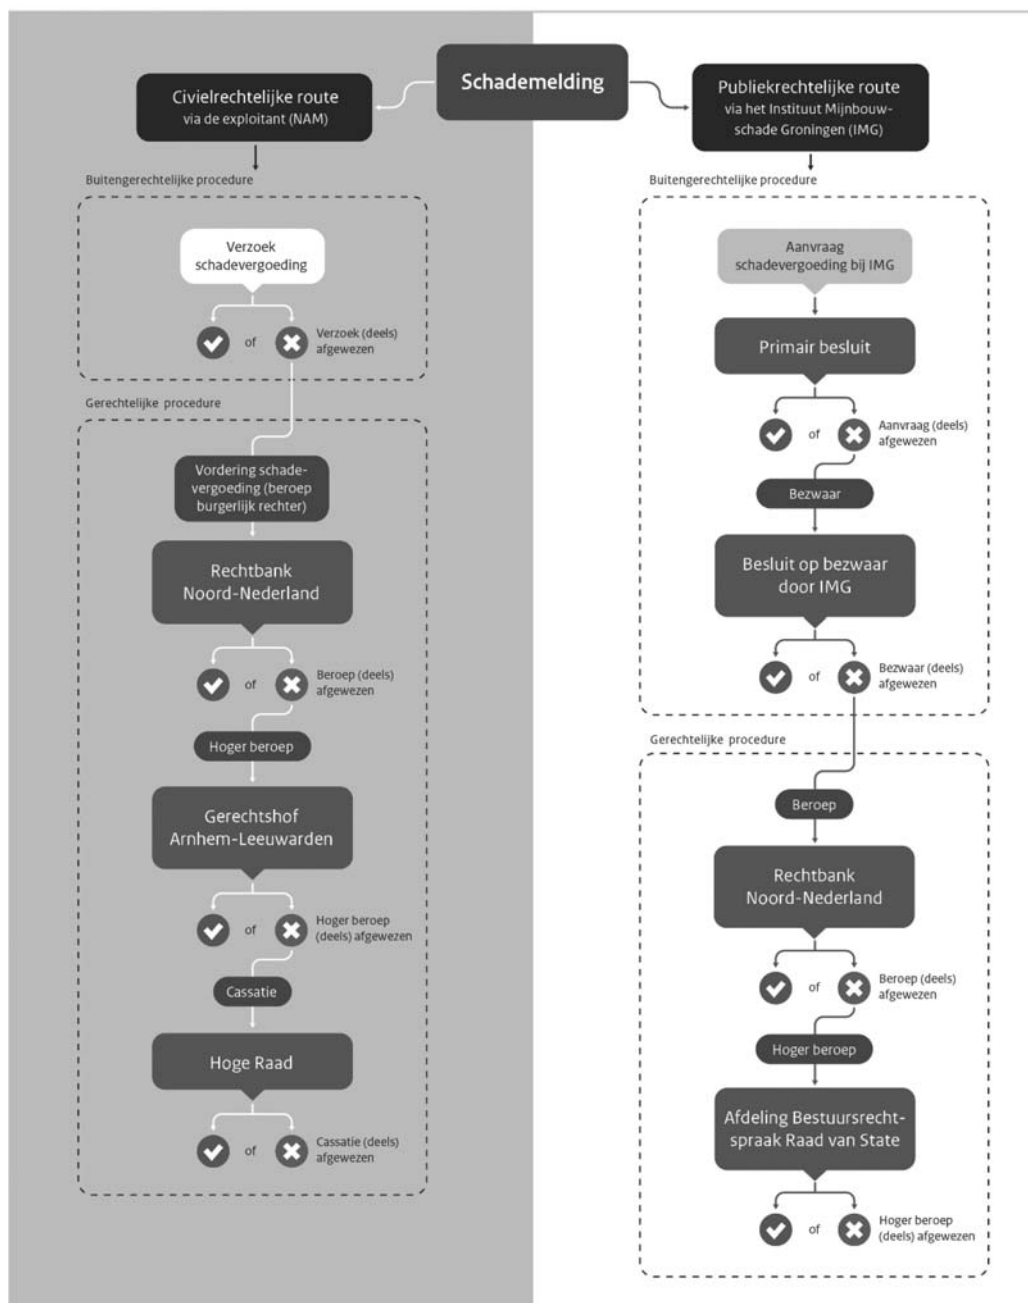 Schademelding
Civielrechtelijke route
via de exploitant (NAM)
Buitengerechtelijke procedure
Verzoek
schadevergoeding
of
Verzoek (deels)
afgewezen
Gerechtelijke procedure
Vordering schade-
vergoeding (beroep
burgerlijk rechter)
Rechtbank
Noord-Nederland
of
Beroep (deels)
afgewezen
Hoger beroep
Gerechtshof
Arnhem-Leeuwarden
of
Hoger beroep
(deels) afgewezen
Cassatie
Hoge Raad
of
Cassatie (deels)
afgewezen
Publiekrechtelijke route
via het Instituut Mijnbouw-
schade Groningen (IMG)
Buitengerechtelijke procedure
Aanvraag
schadevergoeding bij IMG
Primair besluit
of
Aanvraag (deels)
afgewezen
Bezwaar
Besluit op bezwaar
door IMG
of
Bezwaar (deels)
afgewezen
Gerechtelijke procedure
Beroep
Rechtbank
Noord-Nederland
of
Beroep (deels)
afgewezen
Hoger beroep
Afdeling Bestuursrecht-
spraak Raad van State
of
Hoger beroep
(deels) afgewezen